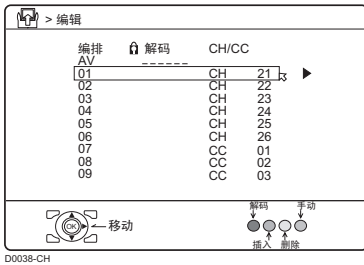 > 编辑
编排 解码 CH/CC
AV ------
01 CH 21
02 CH 22
03 CH 23
04 CH 24
05 CH 25
06 CH 26
07 CC 01
08 CC 02
09 CC 03
解码 手动
OK 移动
插入 删除
D0038-CH